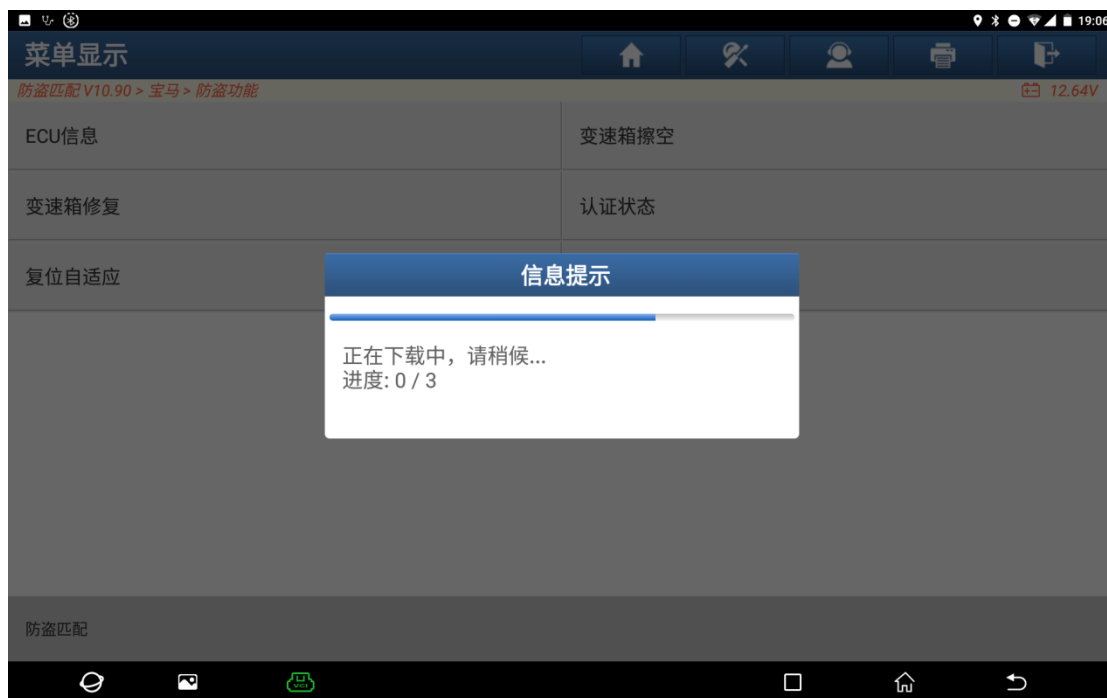 19:06
菜单显示
防盗匹配 V10.90 > 宝马 > 防盗功能
12.64V
ECU信息
变速箱擦空
变速箱修复
认证状态
复位自适应
信息提示
正在下载中，请稍候...
进度: 0 / 3
防盗匹配
VCI